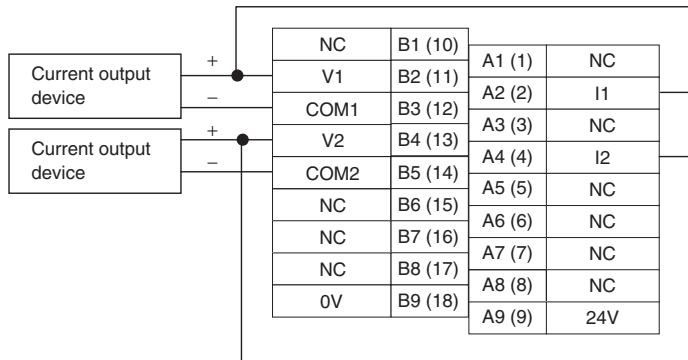 NC B1 (10)
A1 (1) NC
+
Current output
device
V1 B2 (11)
A2 (2) I1
−
COM1 B3 (12)
A3 (3) NC
+
Current output
device
V2 B4 (13)
A4 (4) I2
−
COM2 B5 (14)
A5 (5) NC
NC B6 (15)
A6 (6) NC
NC B7 (16)
A7 (7) NC
NC B8 (17)
A8 (8) NC
0V B9 (18)
A9 (9) 24V